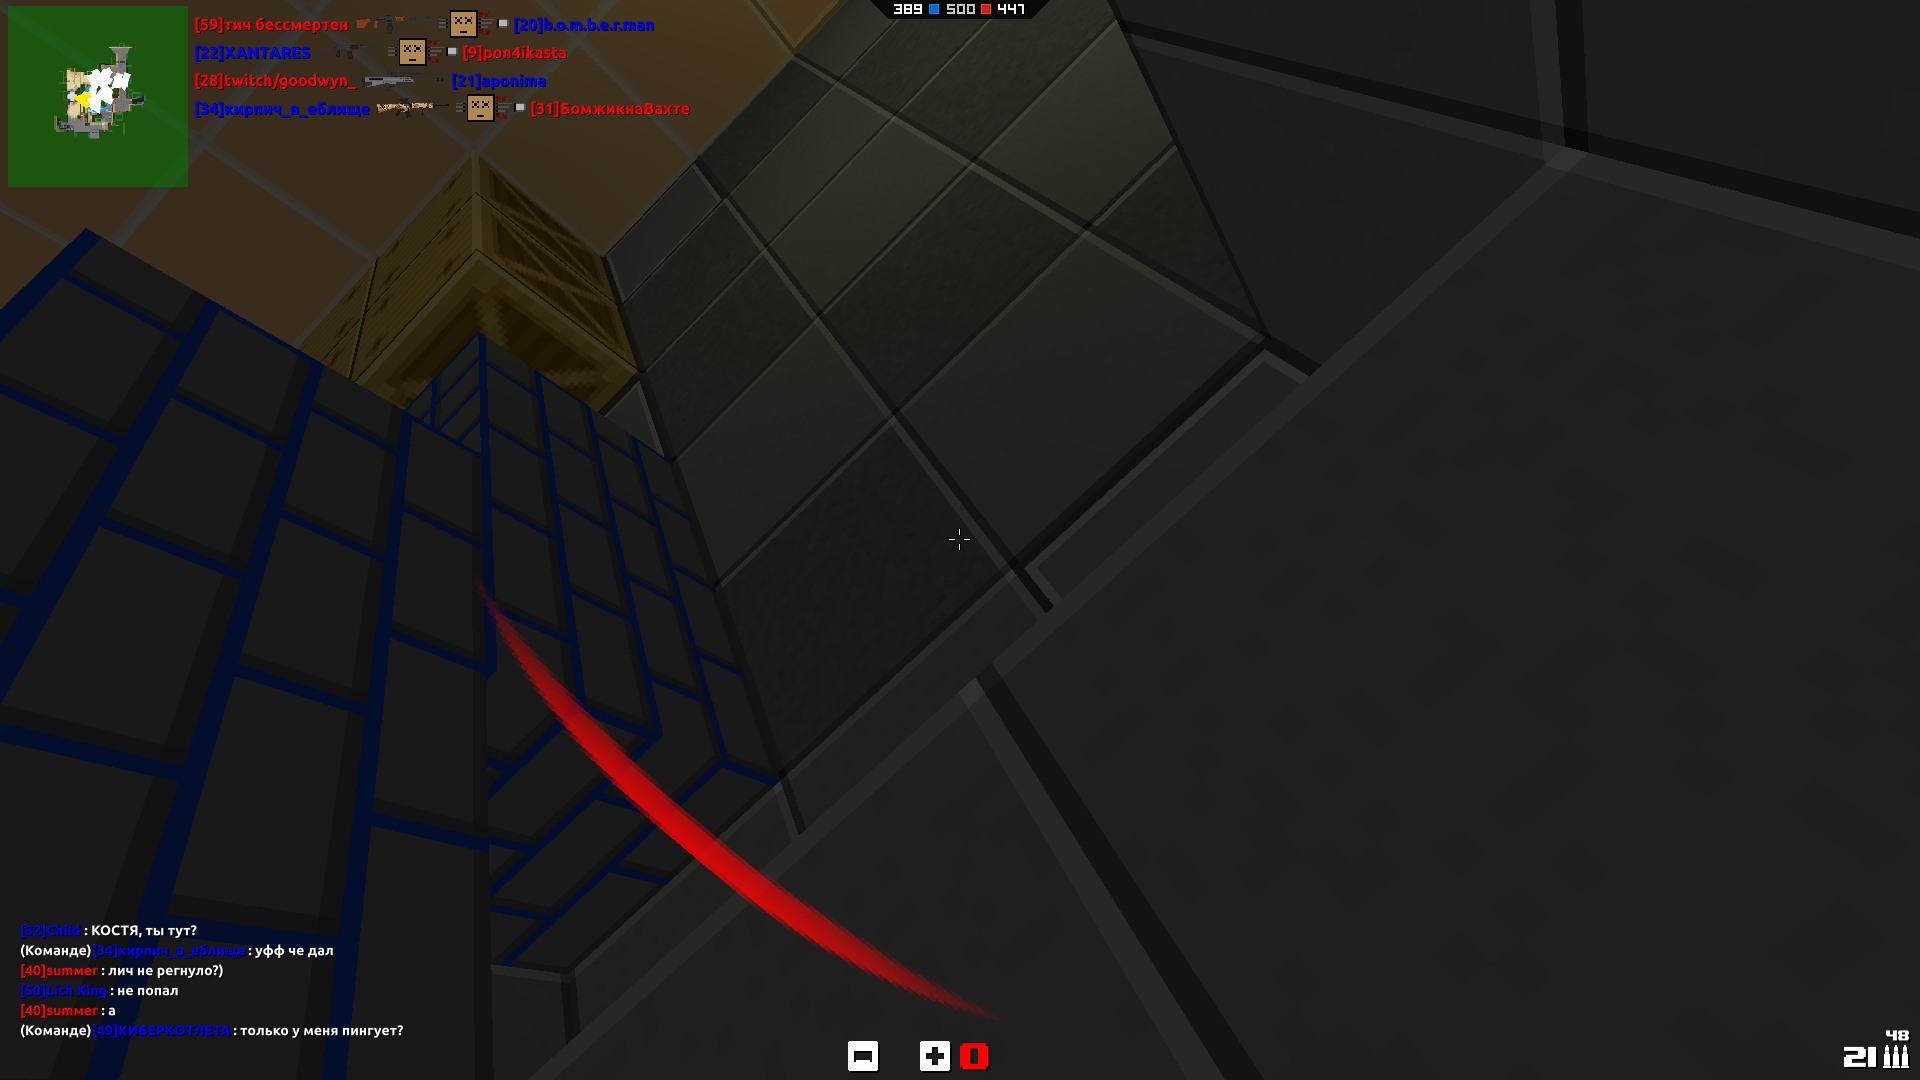 389 500 447
[59]тич бессмертен [20]b.o.m.b.e.r.man
[22]XANTARES [9]pon4ikasta
[28]twitch/goodwyn_ [21]aponima
[34]кирпич_в_еблище [31]БомжикнаВахте
[32]Child : КОСТЯ, ты тут?
(Команде)[34]кирпич_в_еблище : уфф че дал
[40]summer : лич не регнуло?)
[50]Lich King : не попал
[40]summer : а
(Команде)[49]КИБЕРКОТЛЕТА : только у меня пингует?
0
48
21